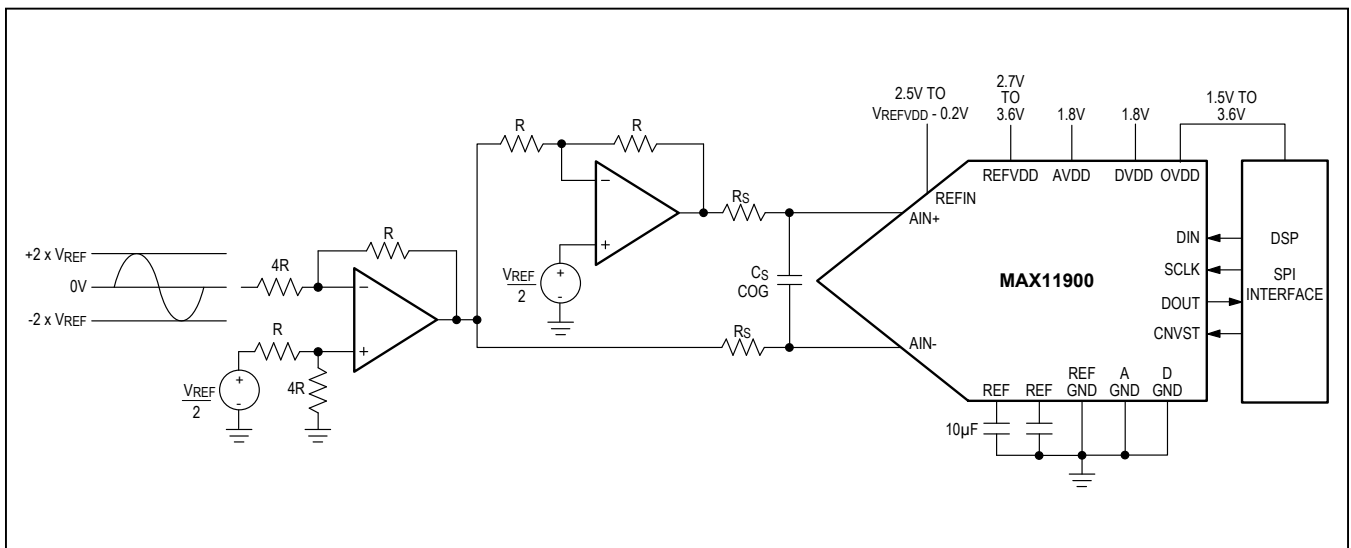 +2 x VREF
0V
-2 x VREF
4R
R
R
VREF
2
4R
R
R
VREF
2
RS
RS
CS
COG
2.5V TO
VREFVDD - 0.2V
2.7V
TO
3.6V
1.8V
1.8V
1.5V TO
3.6V
REFVDD
AVDD
DVDD
OVDD
REFIN
AIN+
AIN-
MAX11900
DIN
SCLK
DOUT
CNVST
DSP
SPI
INTERFACE
REF
REF
REF
GND
A
GND
D
GND
10µF
-
+
+
-
-
+
+
-